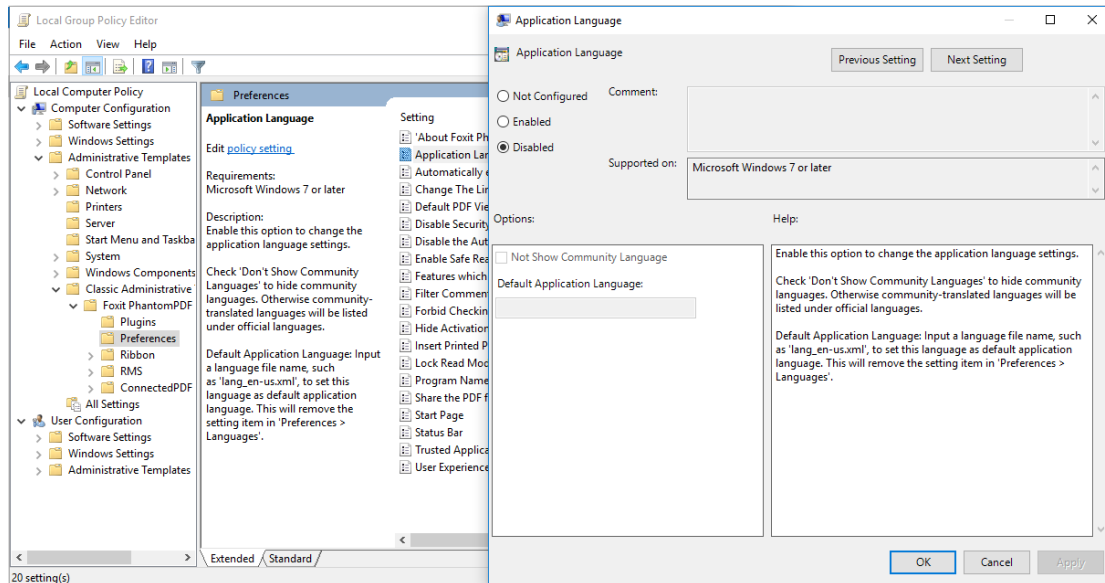 Local Group Policy Editor
File Action View Help
Local Computer Policy
Computer Configuration
Software Settings
Windows Settings
Administrative Templates
Control Panel
Network
Printers
Server
Start Menu and Taskba
System
Windows Components
Classic Administrative
Foxit PhantomPDF
Plugins
Preferences
Ribbon
RMS
ConnectedPDF
All Settings
User Configuration
Software Settings
Windows Settings
Administrative Templates
Preferences
Application Language
Edit policy setting
Requirements:
Microsoft Windows 7 or later
Description:
Enable this option to change the
application language settings.
Check 'Don't Show Community
Languages' to hide community
languages. Otherwise community-
translated languages will be listed
under official languages.
Default Application Language: Input
a language file name, such
as 'lang_en-us.xml', to set this
language as default application
language. This will remove the
setting item in 'Preferences >
Languages'.
Setting
'About Foxit Ph
Application Lan
Automatically e
Change The Lin
Default PDF Vie
Disable Security
Disable the Aut
Enable Safe Rea
Features which
Filter Commen
Forbid Checkin
Hide Activation
Insert Printed P
Lock Read Mod
Program Name
Share the PDF f
Start Page
Status Bar
Trusted Applica
User Experience
Extended Standard
20 setting(s)
Application Language
Application Language
Previous Setting Next Setting
Not Configured
Enabled
Disabled
Comment:
Supported on:
Microsoft Windows 7 or later
Options:
Help:
Not Show Community Language
Default Application Language:
Enable this option to change the application language settings.
Check 'Don't Show Community Languages' to hide community
languages. Otherwise community-translated languages will be
listed under official languages.
Default Application Language: Input a language file name, such
as 'lang_en-us.xml', to set this language as default application
language. This will remove the setting item in 'Preferences >
Languages'.
OK Cancel Apply